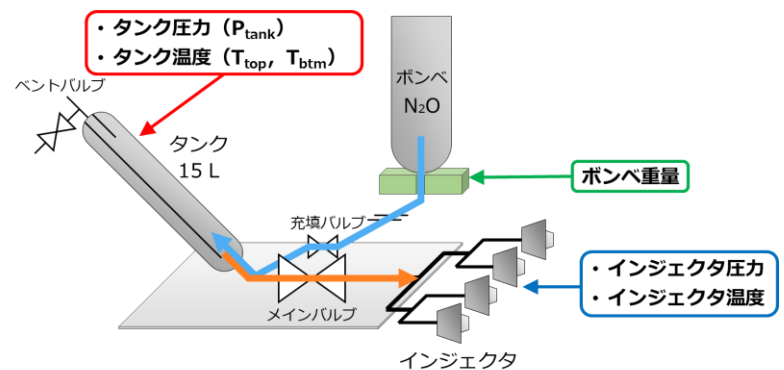 ・タンク圧力（Ptank）
・タンク温度（Ttop，Tbtm）
ボンベ
N₂O
ベントバルブ
タンク
15 L
ボンベ重量
充填バルブ
・インジェクタ圧力
・インジェクタ温度
メインバルブ
インジェクタ